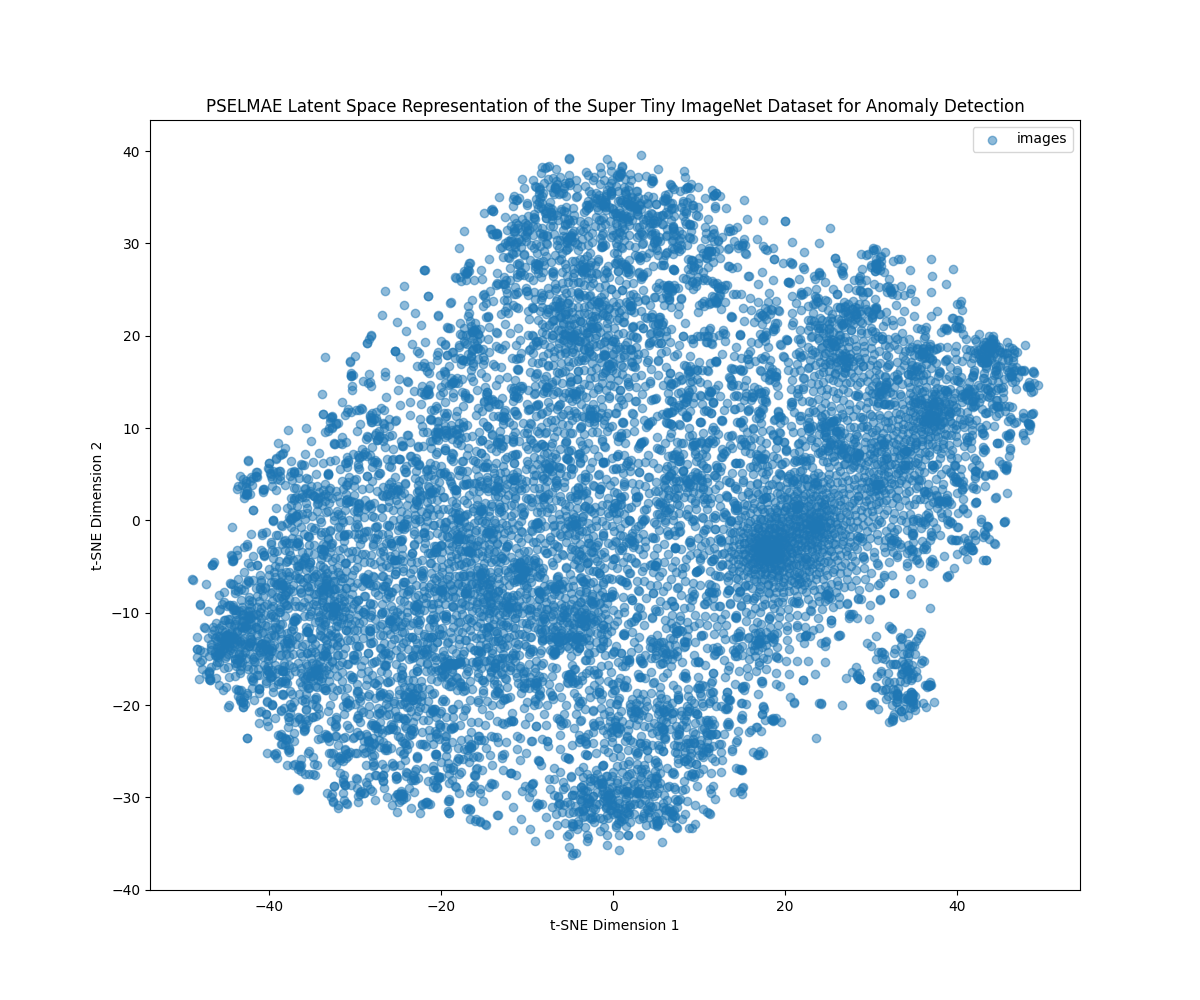 PSELMAE Latent Space Representation of the Super Tiny ImageNet Dataset for Anomaly Detection
images
40
30
20
10
0
−10
−20
−30
−40
t-SNE Dimension 2
−40 −20 0 20 40
t-SNE Dimension 1